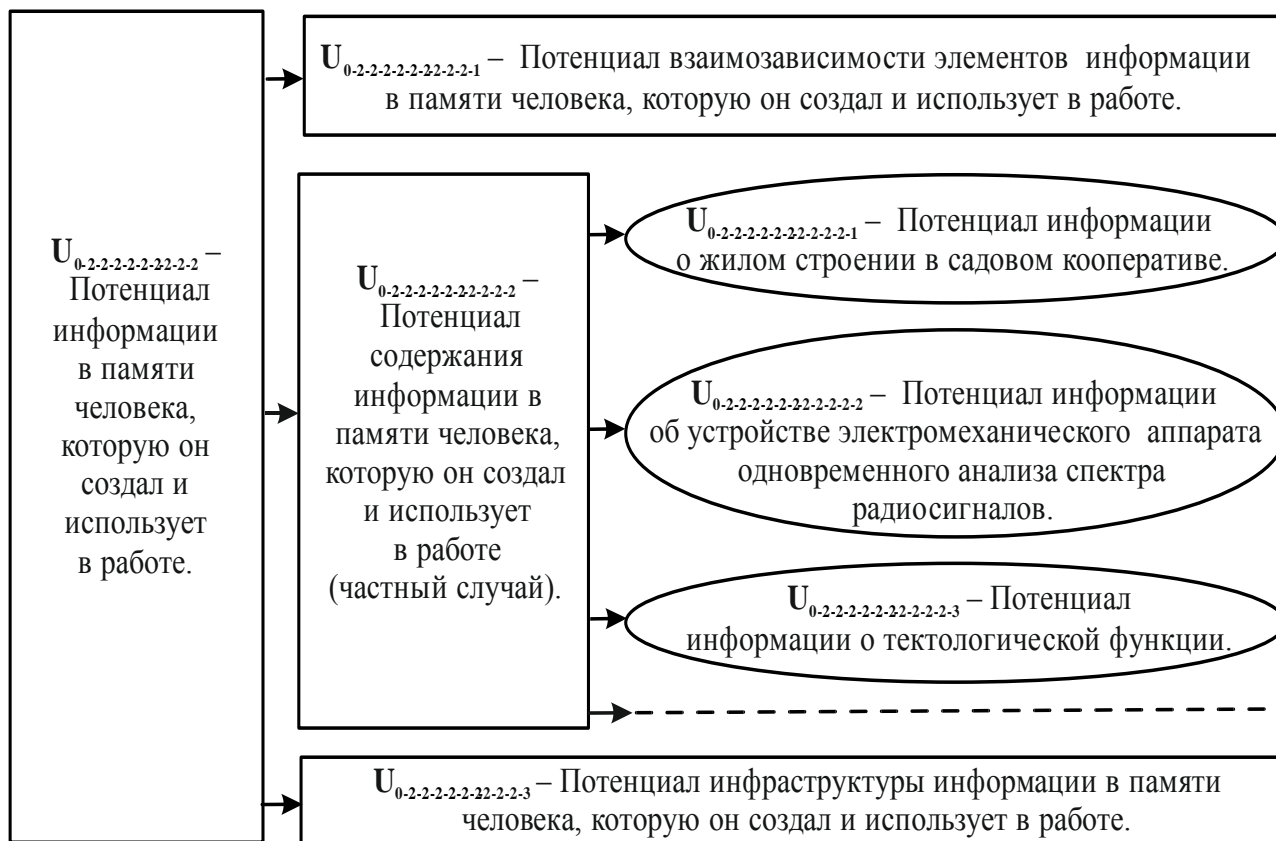 U0-2-2-2-2-2-22-2-2-1 – Потенциал взаимозависимости элементов информации
в памяти человека, которую он создал и использует в работе.
U0-2-2-2-2-2-22-2-2 –
Потенциал
информации
в памяти
человека,
которую он
создал и
использует
в работе.
U0-2-2-2-2-2-22-2-2-2 –
Потенциал
содержания
информации в
памяти человека,
которую он создал
и использует
в работе
(частный случай).
U0-2-2-2-2-2-22-2-2-2-1 – Потенциал информации
о жилом строении в садовом кооперативе.
U0-2-2-2-2-2-22-2-2-2-2 – Потенциал информации
об устройстве электромеханического аппарата
одновременного анализа спектра
радиосигналов.
U0-2-2-2-2-2-22-2-2-2-3 – Потенциал
информации о тектологической функции.
U0-2-2-2-2-2-22-2-2-3 – Потенциал инфраструктуры информации в памяти
человека, которую он создал и использует в работе.